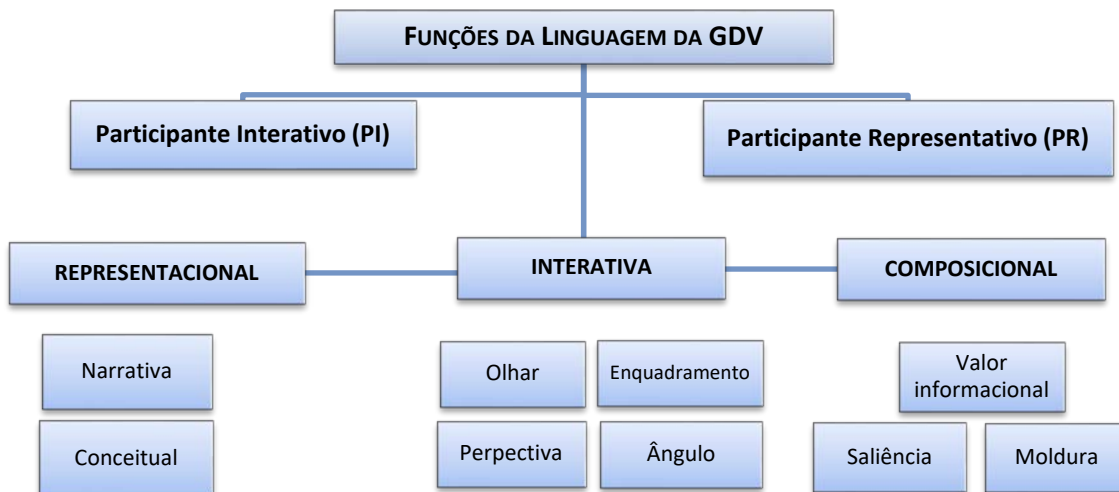 FUNÇÕES DA LINGUAGEM DA GDV
Participante Interativo (PI)
Participante Representativo (PR)
REPRESENTACIONAL
INTERATIVA
COMPOSICIONAL
Narrativa
Conceitual
Olhar
Enquadramento
Perpectiva
Ângulo
Valor
informacional
Saliência
Moldura